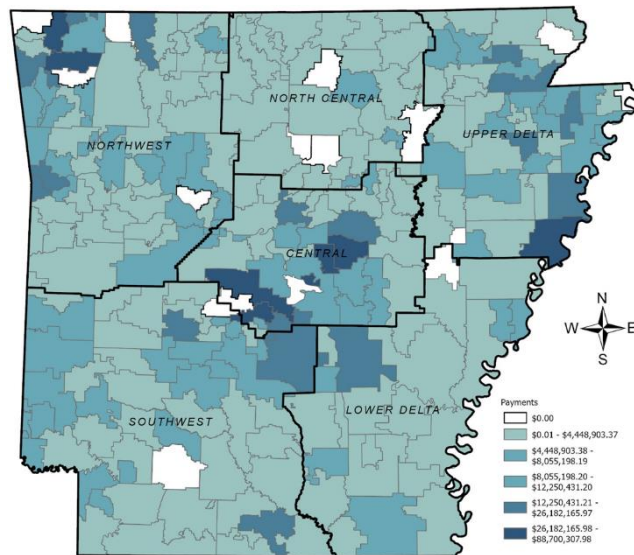 NORTH CENTRAL
UPPER DELTA
NORTHWEST
CENTRAL
N
W E
S
LOWER DELTA
SOUTHWEST
Payments
$0.00
$0.01 - $4,448,903.37
$4,448,903.38 -
$8,055,198.19
$8,055,198.20 -
$12,250,431.20
$12,250,431.21 -
$26,182,165.97
$26,182,165.98 -
$88,700,307.98